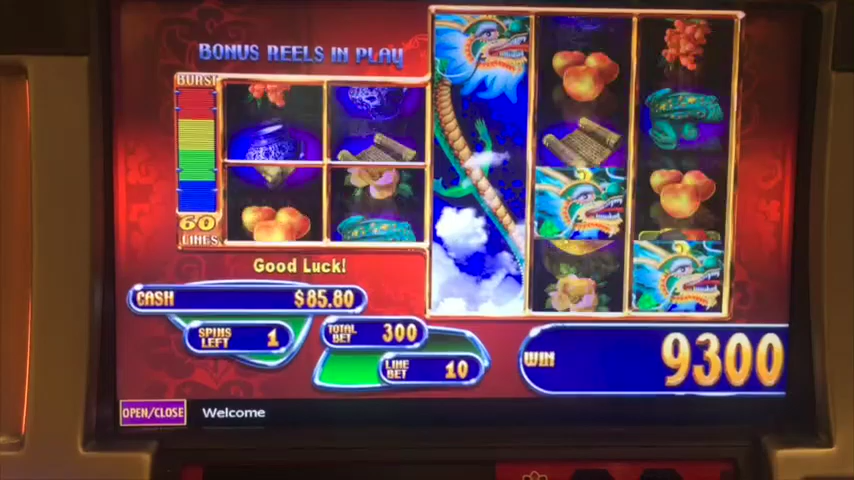 BONUS REELS IN PLAY
BURST
60
LINES
Good Luck!
CASH $85.80
SPINS LEFT 1
TOTAL BET 300
LINE BET 10
WIN 9300
OPEN/CLOSE Welcome